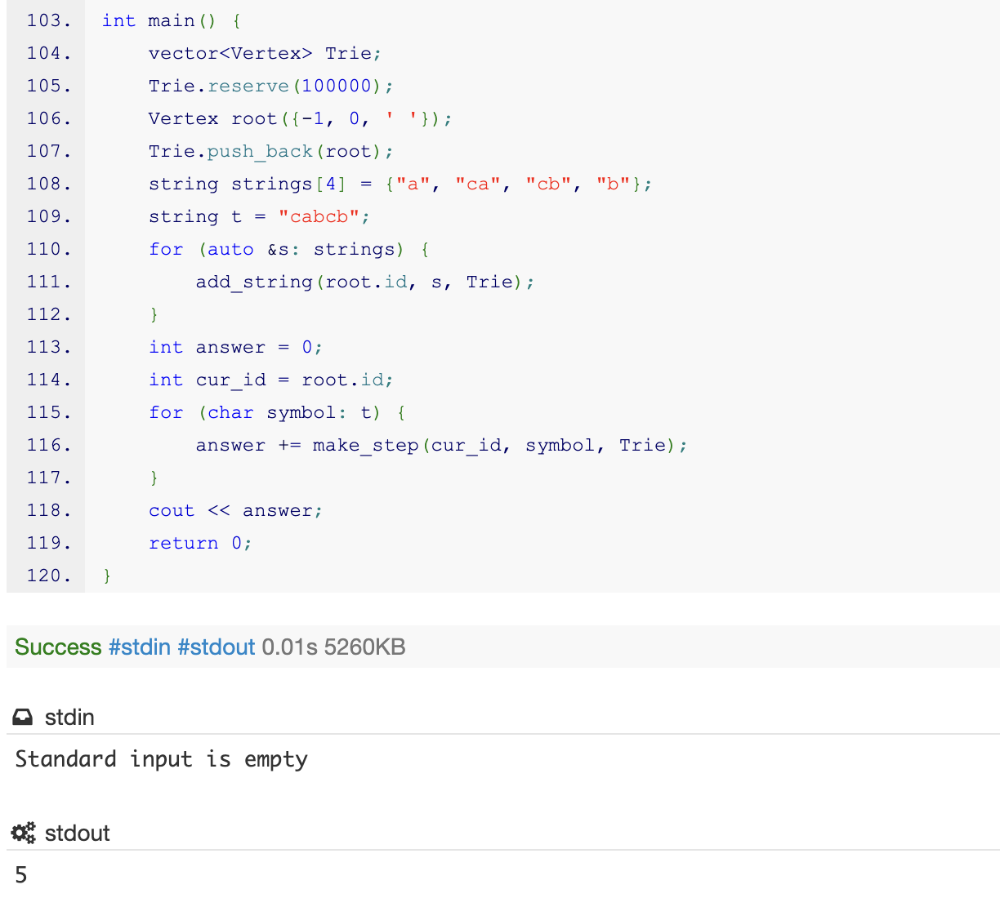 103. int main() {
104.     vector<Vertex> Trie;
105.     Trie.reserve(100000);
106.     Vertex root({-1, 0, ' '});
107.     Trie.push_back(root);
108.     string strings[4] = {"a", "ca", "cb", "b"};
109.     string t = "cabcb";
110.     for (auto &s: strings) {
111.         add_string(root.id, s, Trie);
112.     }
113.     int answer = 0;
114.     int cur_id = root.id;
115.     for (char symbol: t) {
116.         answer += make_step(cur_id, symbol, Trie);
117.     }
118.     cout << answer;
119.     return 0;
120. }
Success #stdin #stdout 0.01s 5260KB
stdin
Standard input is empty
stdout
5